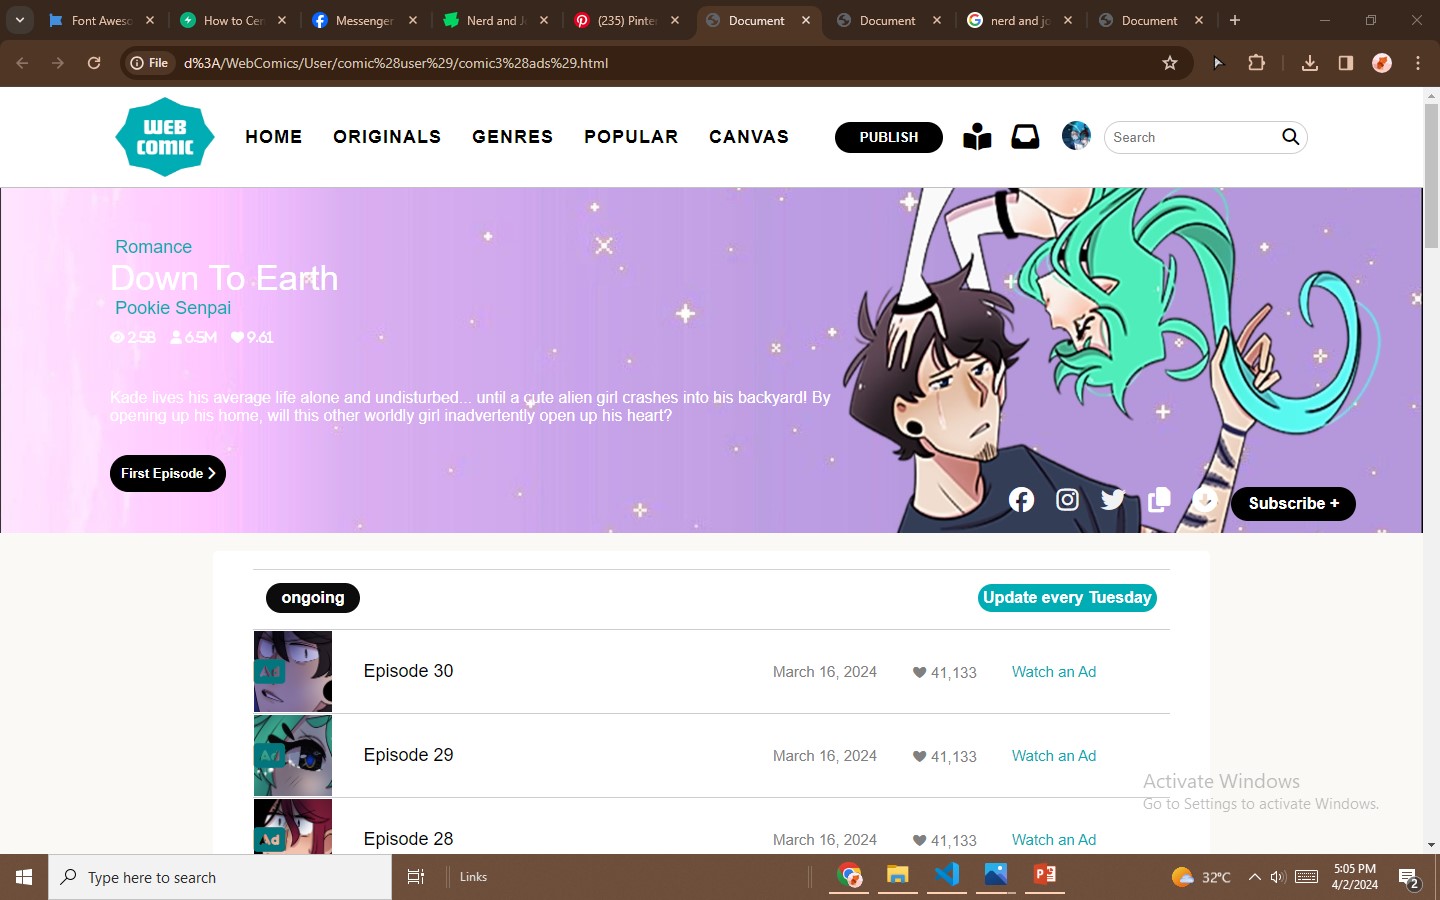 Font Aweso
How to Cen
Messenger
Nerd and J
(235) Pinte
Document
Document
nerd and jo
Document
File
d%3A/WebComics/User/comic%28user%29/comic3%28ads%29.html
WEB
COMIC
HOME
ORIGINALS
GENRES
POPULAR
CANVAS
PUBLISH
Search
Romance
Down To Earth
Pookie Senpai
2.5B 6.5M 9.61
Kade lives his average life alone and undisturbed... until a cute alien girl crashes into his backyard! By
opening up his home, will this other worldly girl inadvertently open up his heart?
First Episode
Subscribe +
ongoing
Update every Tuesday
Ad
Episode 30
March 16, 2024
41,133
Watch an Ad
Ad
Episode 29
March 16, 2024
41,133
Watch an Ad
Ad
Episode 28
March 16, 2024
41,133
Watch an Ad
Activate Windows
Go to Settings to activate Windows.
Type here to search
Links
32°C
5:05 PM
4/2/2024
2